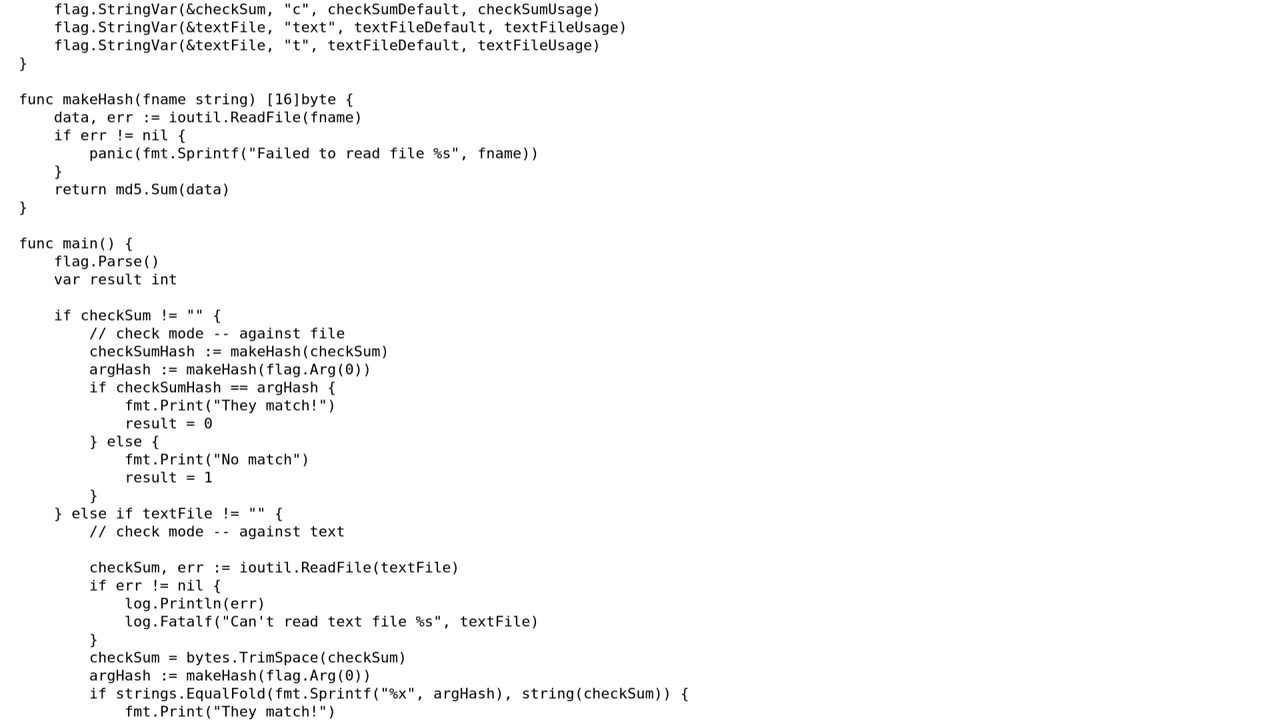 flag.StringVar(&checkSum, "c", checkSumDefault, checkSumUsage)
flag.StringVar(&textFile, "text", textFileDefault, textFileUsage)
flag.StringVar(&textFile, "t", textFileDefault, textFileUsage)
}
func makeHash(fname string) [16]byte {
data, err := ioutil.ReadFile(fname)
if err != nil {
panic(fmt.Sprintf("Failed to read file %s", fname))
}
return md5.Sum(data)
}
func main() {
flag.Parse()
var result int
if checkSum != "" {
// check mode -- against file
checkSumHash := makeHash(checkSum)
argHash := makeHash(flag.Arg(0))
if checkSumHash == argHash {
fmt.Print("They match!")
result = 0
} else {
fmt.Print("No match")
result = 1
}
} else if textFile != "" {
// check mode -- against text
checkSum, err := ioutil.ReadFile(textFile)
if err != nil {
log.Println(err)
log.Fatalf("Can't read text file %s", textFile)
}
checkSum = bytes.TrimSpace(checkSum)
argHash := makeHash(flag.Arg(0))
if strings.EqualFold(fmt.Sprintf("%x", argHash), string(checkSum)) {
fmt.Print("They match!")